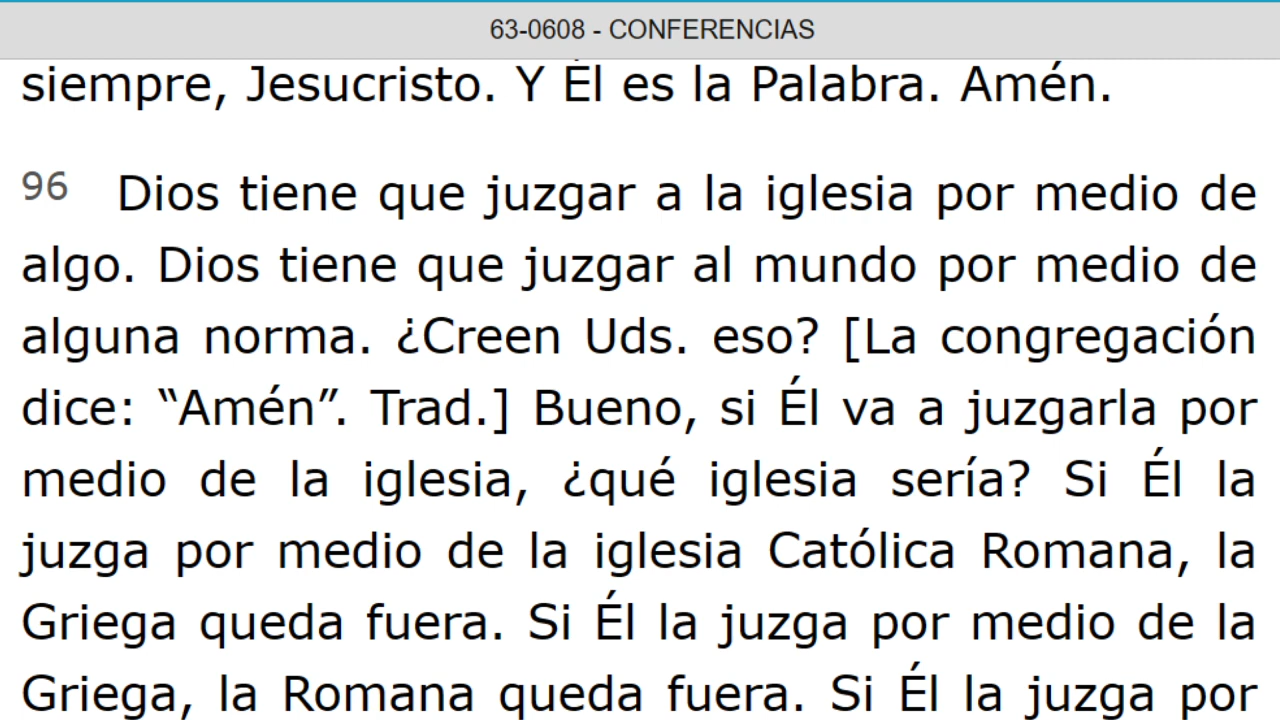 63-0608 - CONFERENCIAS
siempre, Jesucristo. Y Él es la Palabra. Amén.
96 Dios tiene que juzgar a la iglesia por medio de
algo. Dios tiene que juzgar al mundo por medio de
alguna norma. ¿Creen Uds. eso? [La congregación
dice: “Amén”. Trad.] Bueno, si Él va a juzgarla por
medio de la iglesia, ¿qué iglesia sería? Si Él la
juzga por medio de la iglesia Católica Romana, la
Griega queda fuera. Si Él la juzga por medio de la
Griega, la Romana queda fuera. Si Él la juzga por